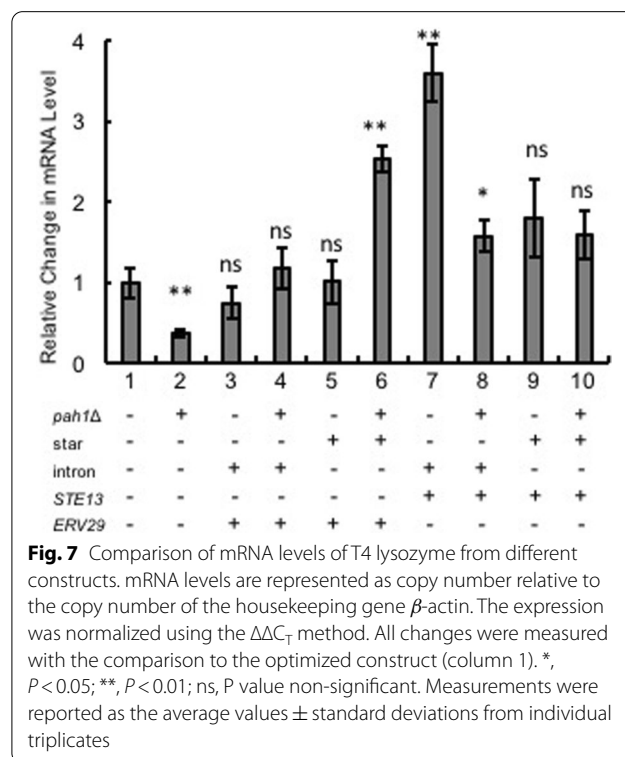 4
3
2
1
0
Relative Change in mRNA Level
**
ns
ns
ns
**
**
*
ns
ns
1 2 3 4 5 6 7 8 9 10
pah1Δ - + - + - + - + - +
star - - - - + + - - + +
intron - - + + - - + + - -
STE13 - - - - - - + + + +
ERV29 - - + + + + - - - -
Fig. 7 Comparison of mRNA levels of T4 lysozyme from different
constructs. mRNA levels are represented as copy number relative to
the copy number of the housekeeping gene β-actin. The expression
was normalized using the ΔΔC_T method. All changes were measured
with the comparison to the optimized construct (column 1). *,
P < 0.05; **, P < 0.01; ns, P value non-significant. Measurements were
reported as the average values ± standard deviations from individual
triplicates